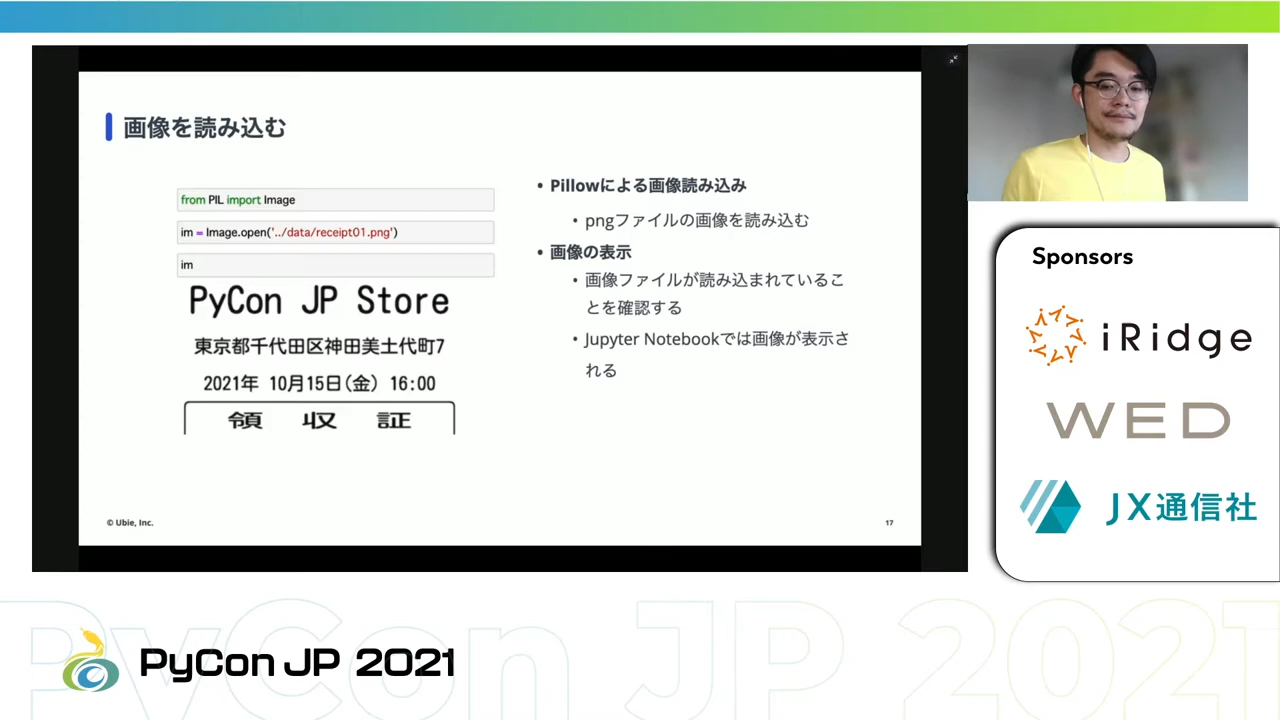 画像を読み込む
from PIL import Image
im = Image.open('../data/receipt01.png')
im
PyCon JP Store
東京都千代田区神田美土代町7
2021年 10月15日(金) 16:00
領 収 証
• Pillowによる画像読み込み
• pngファイルの画像を読み込む
• 画像の表示
• 画像ファイルが読み込まれているこ
とを確認する
• Jupyter Notebookでは画像が表示さ
れる
© Ubie, Inc.
17
Sponsors
iRidge
WED
JX通信社
PyCon JP 2021
PyCon JP 2021